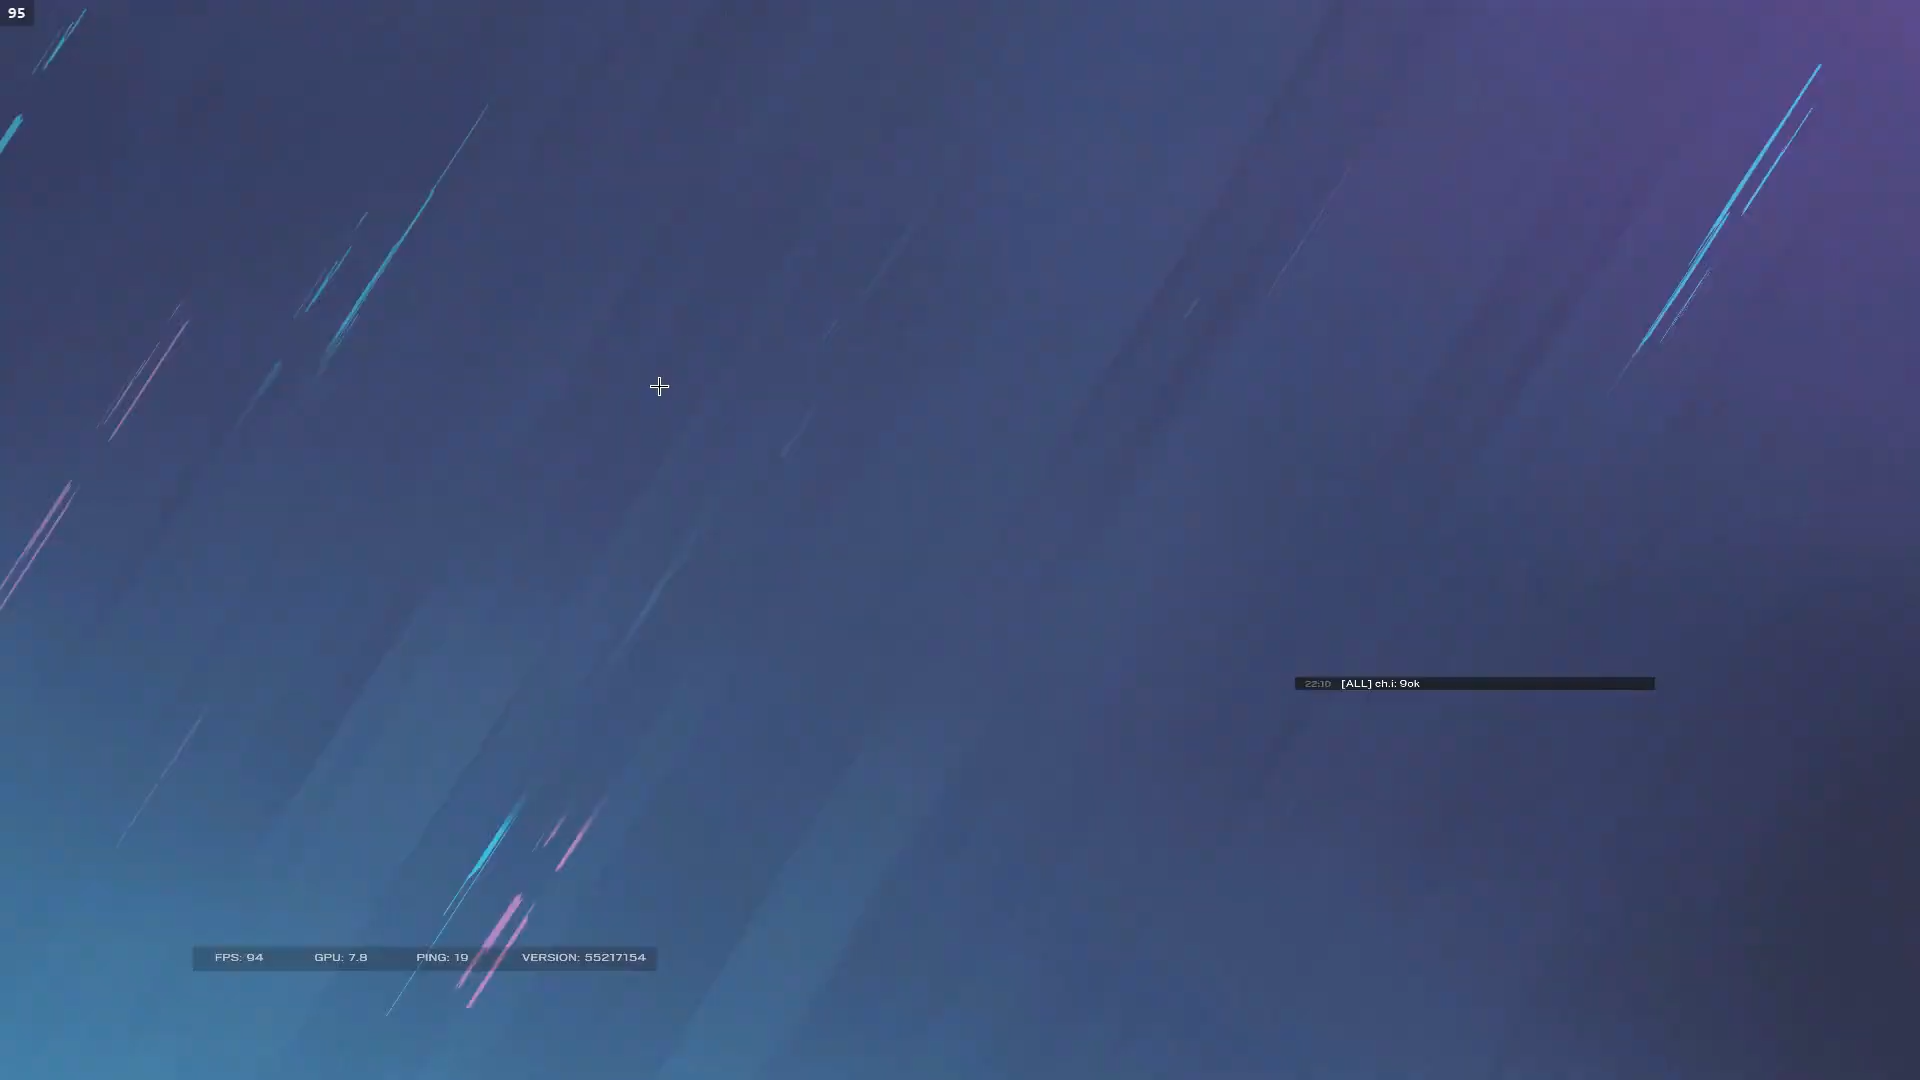 95
22:10 [ALL] ch.i: 9ok
FPS: 94 GPU: 7.8 PING: 19 VERSION: 55217154